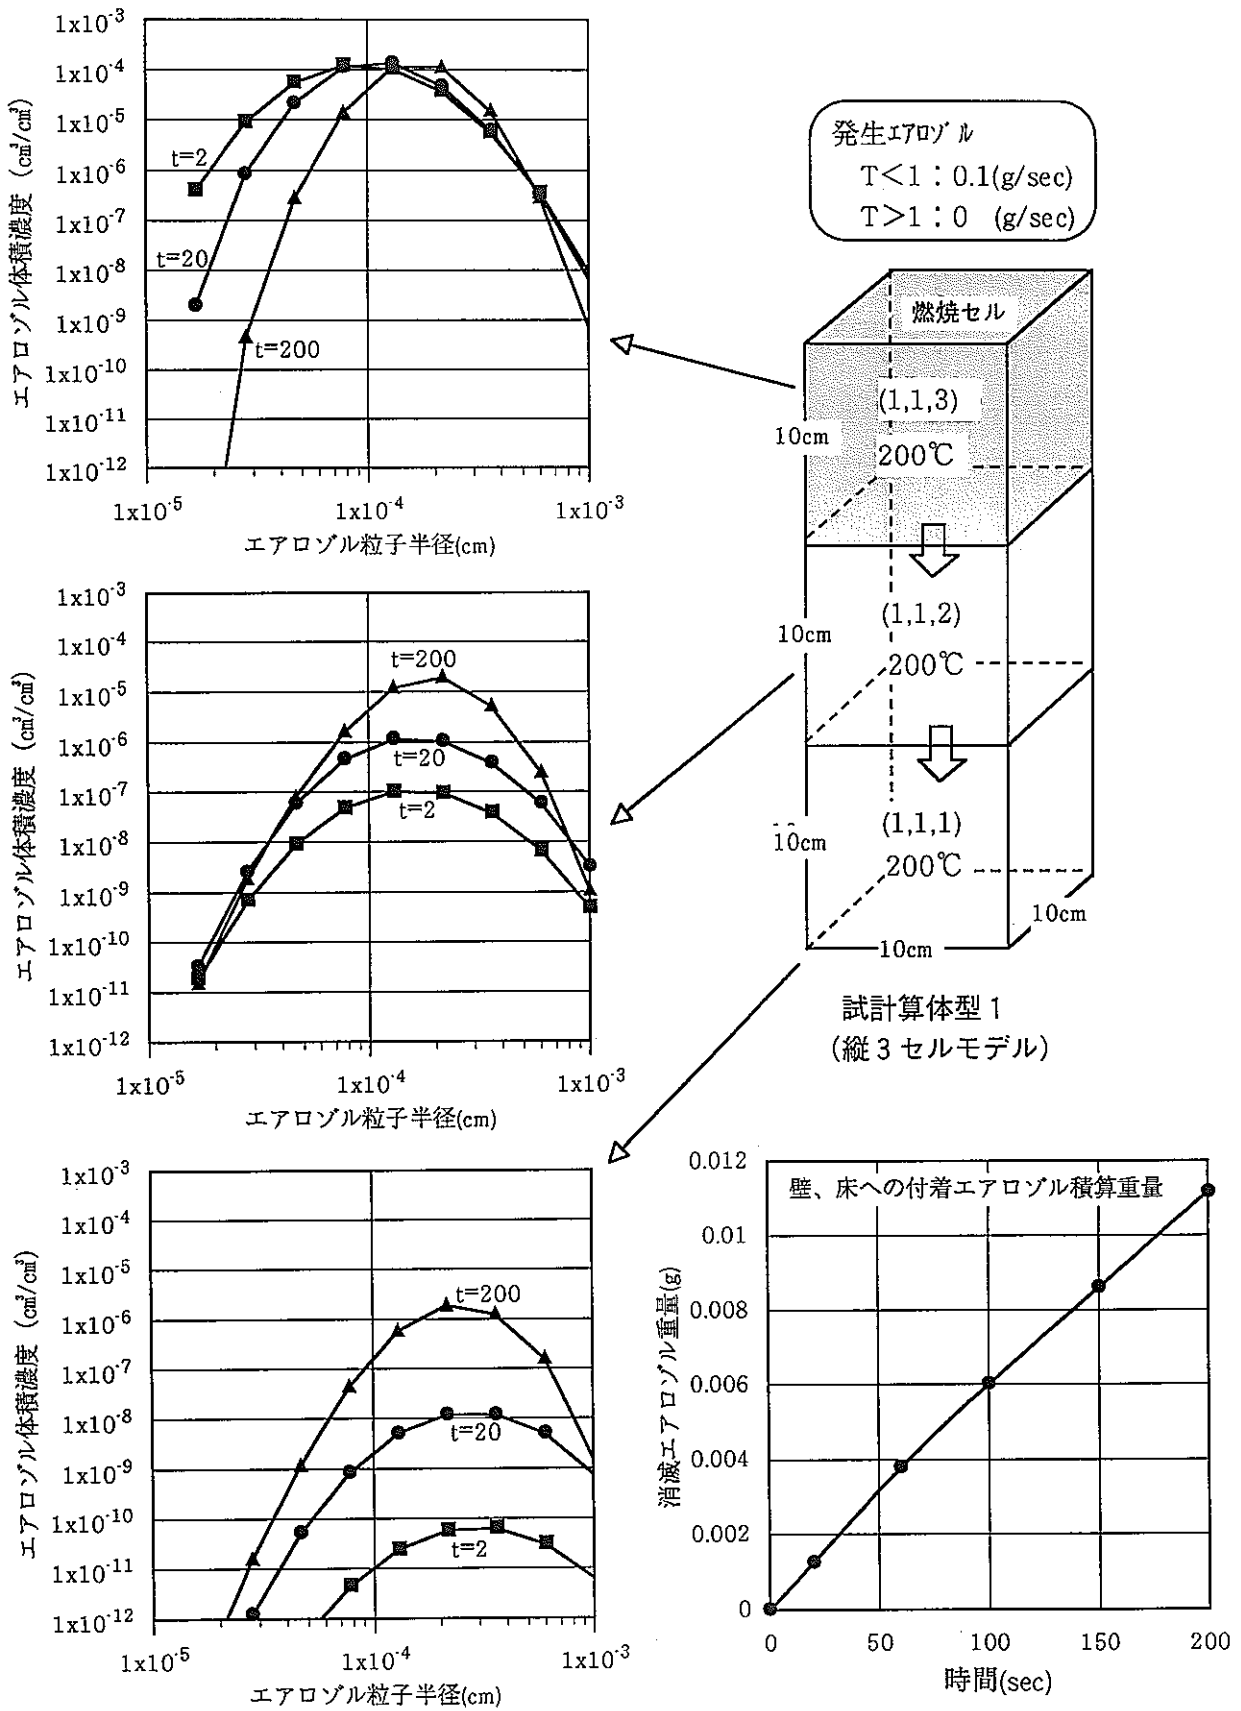 1x10-3
1x10-4
1x10-5
1x10-6
1x10-7
1x10-8
1x10-9
1x10-10
1x10-11
1x10-12
エアロゾル体積濃度 (cm³/cm³)
t=2
t=20
t=200
1x10-5
1x10-4
1x10-3
エアロゾル粒子半径(cm)
発生エアロゾル
T<1:0.1(g/sec)
T>1:0 (g/sec)
燃焼セル
(1,1,3)
200℃
10cm
(1,1,2)
200℃
10cm
(1,1,1)
200℃
10cm
10cm
10cm
試計算体型1
(縦3セルモデル)
1x10-3
1x10-4
1x10-5
1x10-6
1x10-7
1x10-8
1x10-9
1x10-10
1x10-11
1x10-12
エアロゾル体積濃度 (cm³/cm³)
t=200
t=20
t=2
1x10-5
1x10-4
1x10-3
エアロゾル粒子半径(cm)
1x10-3
1x10-4
1x10-5
1x10-6
1x10-7
1x10-8
1x10-9
1x10-10
1x10-11
1x10-12
エアロゾル体積濃度 (cm³/cm³)
t=200
t=20
t=2
1x10-5
1x10-4
1x10-3
エアロゾル粒子半径(cm)
壁、床への付着エアロゾル積算重量
0.012
0.01
0.008
0.006
0.004
0.002
0
消滅エアロゾル重量(g)
0
50
100
150
200
時間(sec)